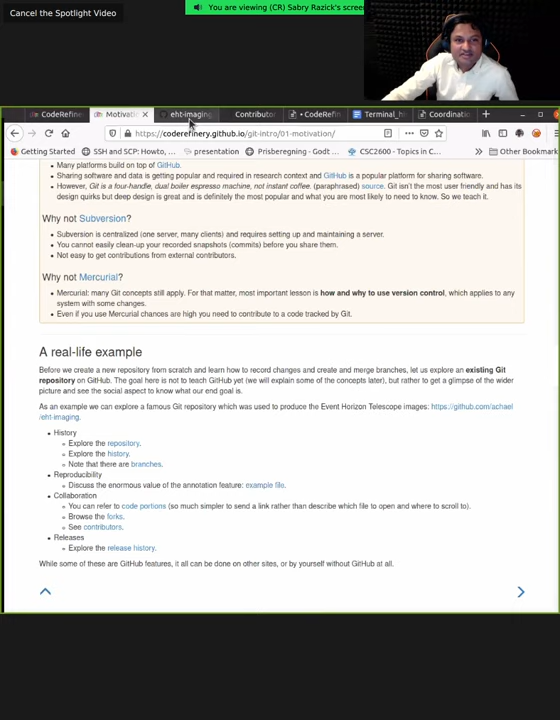 Cancel the Spotlight Video
You are viewing (CR) Sabry Razick's scree
CodeRefine
Motivatio
eht-imaging
Contributor
CodeRefin
Terminal_h
Coordinatio
https://coderefinery.github.io/git-intro/01-motivation/
Getting Started
SSH and SCP: Howto, ...
presentation
Prisberegning - Godt ...
CSC2600 - Topics in C...
Other Bookmar
Many platforms build on top of GitHub.
Sharing software and data is getting popular and required in research context and GitHub is a popular platform for sharing software.
However, Git is a four-handle, dual boiler espresso machine, not instant coffee. (paraphrased) source. Git isn't the most user friendly and has its
design quirks but deep design is great and is definitely the most popular and what you are most likely to need to know. So we teach it.
Why not Subversion?
Subversion is centralized (one server, many clients) and requires setting up and maintaining a server.
You cannot easily clean-up your recorded snapshots (commits) before you share them.
Not easy to get contributions from external contributors.
Why not Mercurial?
Mercurial: many Git concepts still apply. For that matter, most important lesson is how and why to use version control, which applies to any
system with some changes.
Even if you use Mercurial chances are high you need to contribute to a code tracked by Git.
A real-life example
Before we create a new repository from scratch and learn how to record changes and create and merge branches, let us explore an existing Git
repository on GitHub. The goal here is not to teach GitHub yet (we will explain some of the concepts later), but rather to get a glimpse of the wider
picture and see the social aspect to know what our end goal is.
As an example we can explore a famous Git repository which was used to produce the Event Horizon Telescope images: https://github.com/achael
/eht-imaging.
History
Explore the repository.
Explore the history.
Note that there are branches.
Reproducibility
Discuss the enormous value of the annotation feature: example file.
Collaboration
You can refer to code portions (so much simpler to send a link rather than describe which file to open and where to scroll to).
Browse the forks.
See contributors.
Releases
Explore the release history.
While some of these are GitHub features, it all can be done on other sites, or by yourself without GitHub at all.